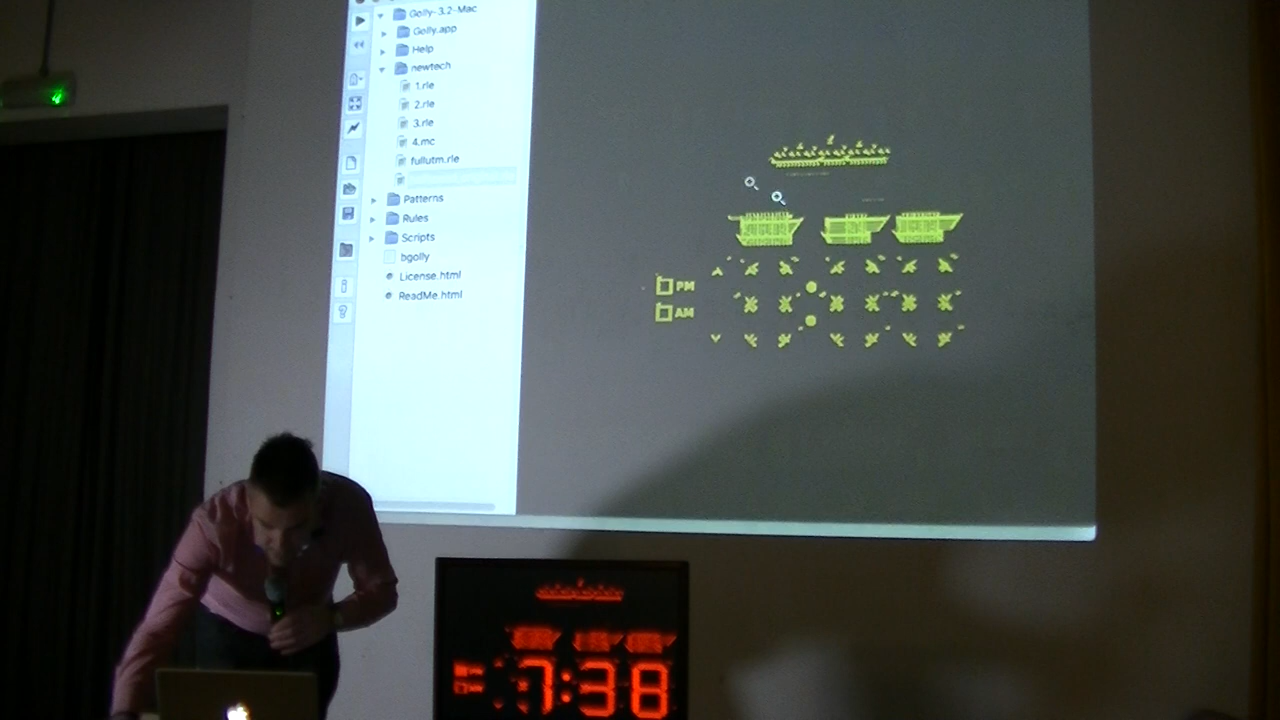 Golly-3.2-Mac
Golly.app
Help
newtech
1.rle
2.rle
3.rle
4.mc
fullutm.rle
Patterns
Rules
Scripts
bgolly
License.html
ReadMe.html
PM
AM
7:38